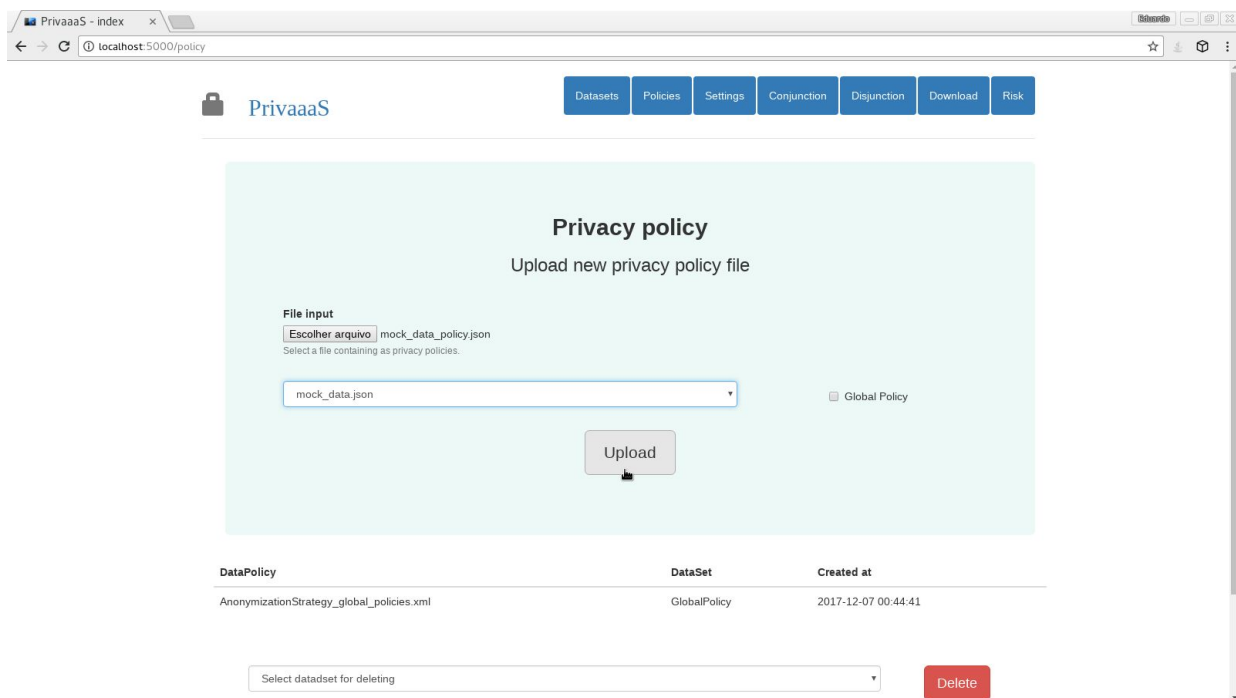 PrivaaaS - index
Eduardo
localhost:5000/policy
PrivaaaS
Datasets Policies Settings Conjunction Disjunction Download Risk
Privacy policy
Upload new privacy policy file
File input
Escolher arquivo mock_data_policy.json
Select a file containing as privacy policies.
mock_data.json
Global Policy
Upload
DataPolicy DataSet Created at
AnonymizationStrategy_global_policies.xml GlobalPolicy 2017-12-07 00:44:41
Select datadset for deleting
Delete